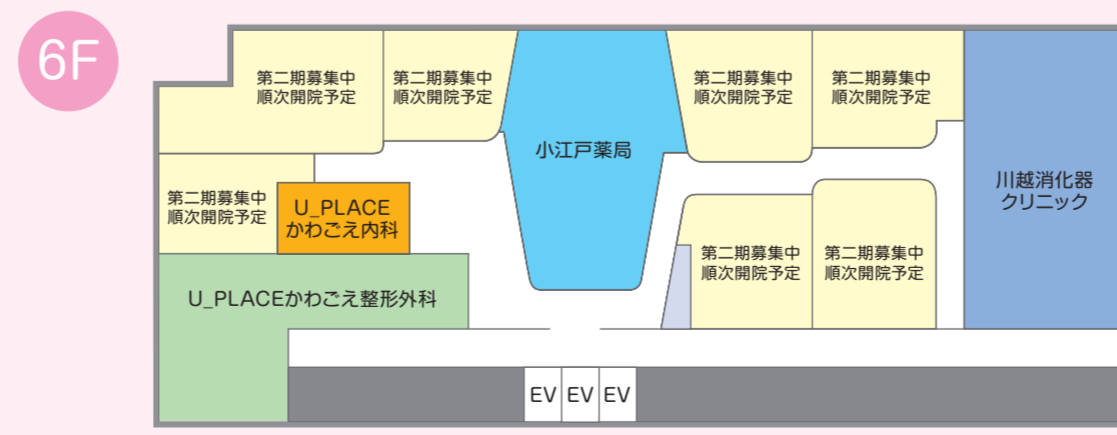 6F
第二期募集中
順次開院予定
第二期募集中
順次開院予定
小江戸薬局
第二期募集中
順次開院予定
第二期募集中
順次開院予定
川越消化器
クリニック
第二期募集中
順次開院予定
U_PLACE
かわごえ内科
第二期募集中
順次開院予定
第二期募集中
順次開院予定
U_PLACEかわごえ整形外科
EV EV EV